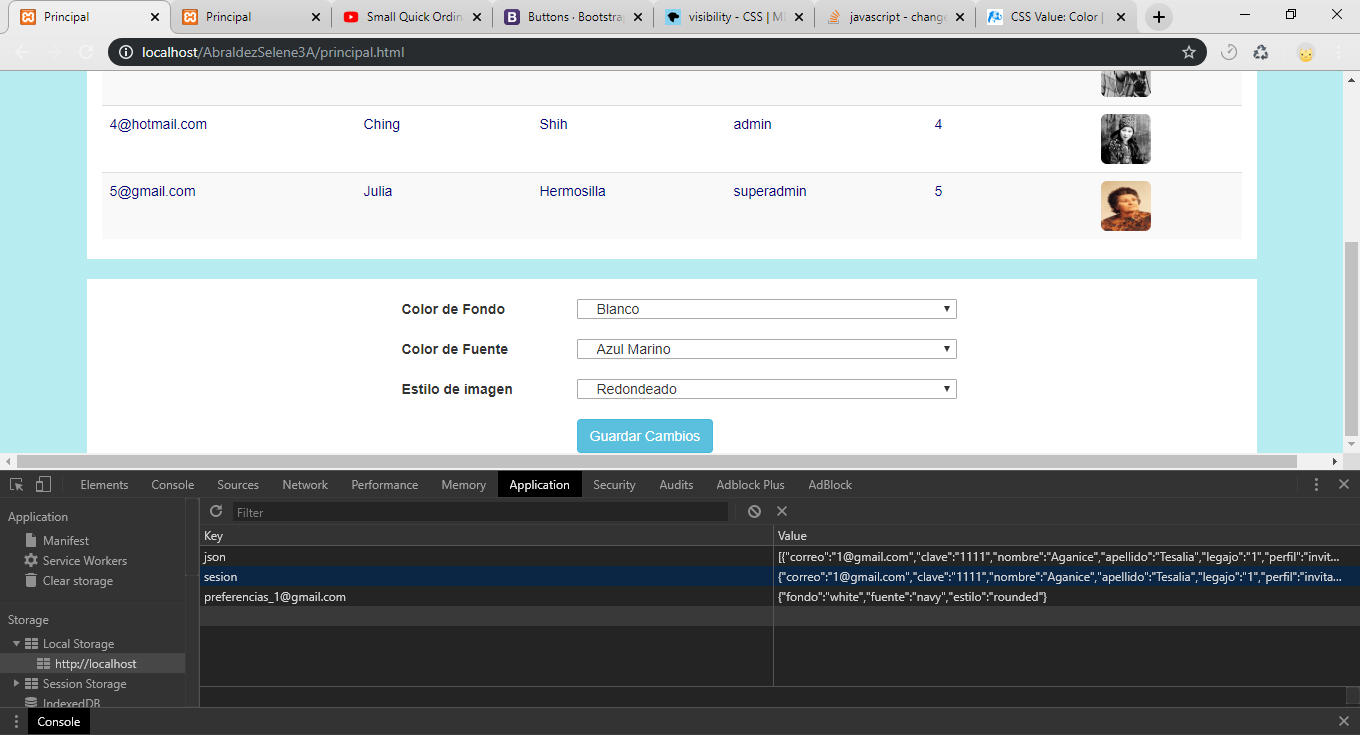 Principal
Principal
Small Quick Ordin
Buttons · Bootstrap
visibility - CSS | M
javascript - change
CSS Value: Color |
localhost/AbraldezSelene3A/principal.html
4@hotmail.com Ching Shih admin 4
5@gmail.com Julia Hermosilla superadmin 5
Color de Fondo Blanco
Color de Fuente Azul Marino
Estilo de imagen Redondeado
Guardar Cambios
Elements Console Sources Network Performance Memory Application Security Audits Adblock Plus AdBlock
Application
Manifest
Service Workers
Clear storage
Storage
Local Storage
http://localhost
Session Storage
IndexedDB
Filter
Key Value
json [{"correo":"1@gmail.com","clave":"1111","nombre":"Aganice","apellido":"Tesalia","legajo":"1","perfil":"invit...
sesion {"correo":"1@gmail.com","clave":"1111","nombre":"Aganice","apellido":"Tesalia","legajo":"1","perfil":"invita...
preferencias_1@gmail.com {"fondo":"white","fuente":"navy","estilo":"rounded"}
Console